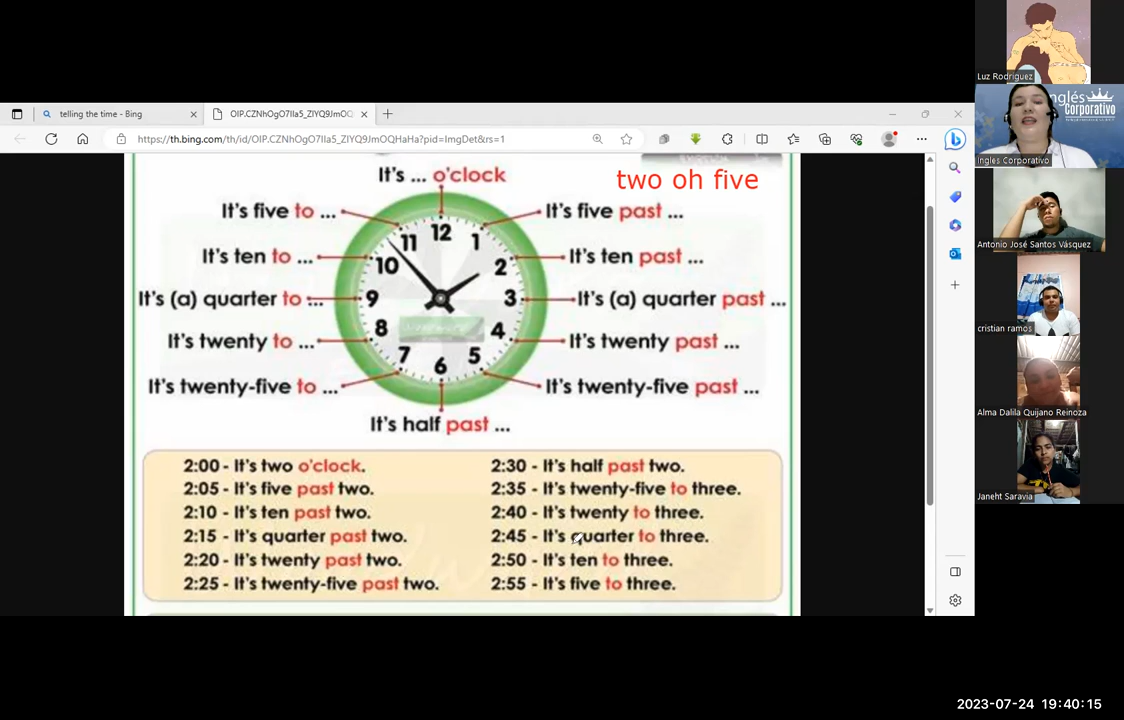 telling the time - Bing
OIP.CZNhOgO7IIa5_ZIYQ9JmOQ
https://th.bing.com/th/id/OIP.CZNhOgO7IIa5_ZIYQ9JmOQHaHa?pid=ImgDet&rs=1
It's ... o'clock
two oh five
It's five to ...
It's five past ...
It's ten to ...
It's ten past ...
It's (a) quarter to ...
It's (a) quarter past ...
It's twenty to ...
It's twenty past ...
It's twenty-five to ...
It's twenty-five past ...
It's half past ...
12
1
2
3
4
5
6
7
8
9
10
11
2:00 - It's two o'clock.
2:05 - It's five past two.
2:10 - It's ten past two.
2:15 - It's quarter past two.
2:20 - It's twenty past two.
2:25 - It's twenty-five past two.
2:30 - It's half past two.
2:35 - It's twenty-five to three.
2:40 - It's twenty to three.
2:45 - It's quarter to three.
2:50 - It's ten to three.
2:55 - It's five to three.
Luz Rodriguez
Inglés
Corporativo
Ingles Corporativo
Antonio José Santos Vásquez
cristian ramos
Alma Dalila Quijano Reinoza
Janeht Saravia
2023-07-24 19:40:15